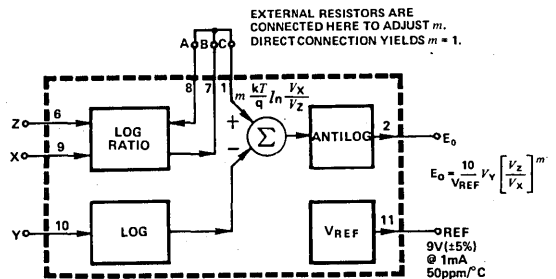 EXTERNAL RESISTORS ARE
CONNECTED HERE TO ADJUST m.
DIRECT CONNECTION YIELDS m = 1.
A B C
8 7 1
m kT/q ln Vx/Vz
Z 6
X 9
LOG
RATIO
+
−
Σ
ANTILOG
2
E₀
E₀ = 10/VREF VY [Vz/Vx]^m
Y 10
LOG
VREF
11
REF
9V(±5%)
@ 1mA
50ppm/°C